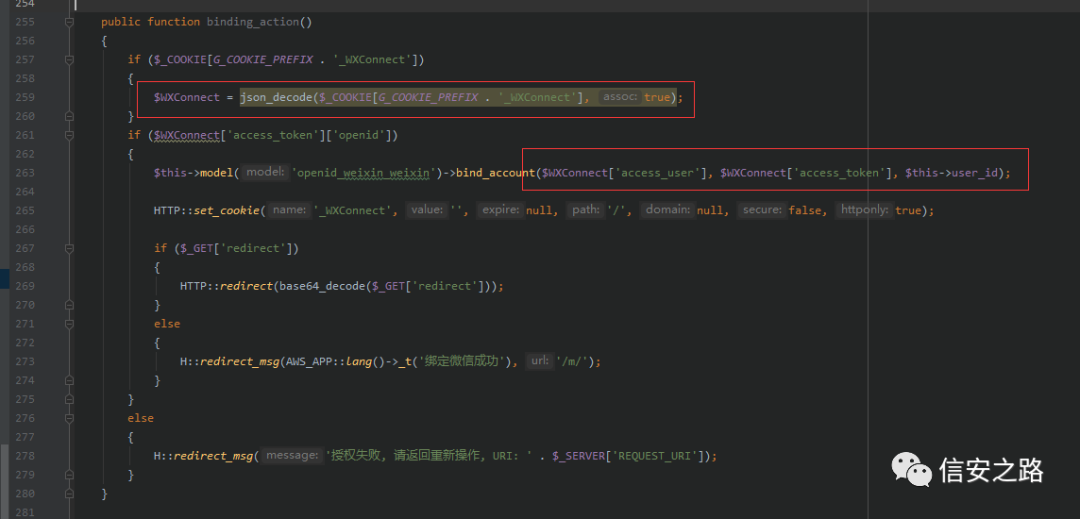 254
255 public function binding_action()
256 {
257 if ($_COOKIE[G_COOKIE_PREFIX . '_WXConnect'])
258 {
259 $WXConnect = json_decode($_COOKIE[G_COOKIE_PREFIX . '_WXConnect'], assoc: true);
260 }
261 if ($WXConnect['access_token']['openid'])
262 {
263 $this->model( model: 'openid_weixin_weixin')->bind_account($WXConnect['access_user'], $WXConnect['access_token'], $this->user_id);
264
265 HTTP::set_cookie( name: '_WXConnect', value: '', expire: null, path: '/', domain: null, secure: false, httponly: true);
266
267 if ($_GET['redirect'])
268 {
269 HTTP::redirect(base64_decode($_GET['redirect']));
270 }
271 else
272 {
273 H::redirect_msg(AWS_APP::lang()->_t('绑定微信成功'), url: '/m/');
274 }
275 }
276 else
277 {
278 H::redirect_msg( message: '授权失败, 请返回重新操作, URI: ' . $_SERVER['REQUEST_URI']);
279 }
280 }
281
信安之路